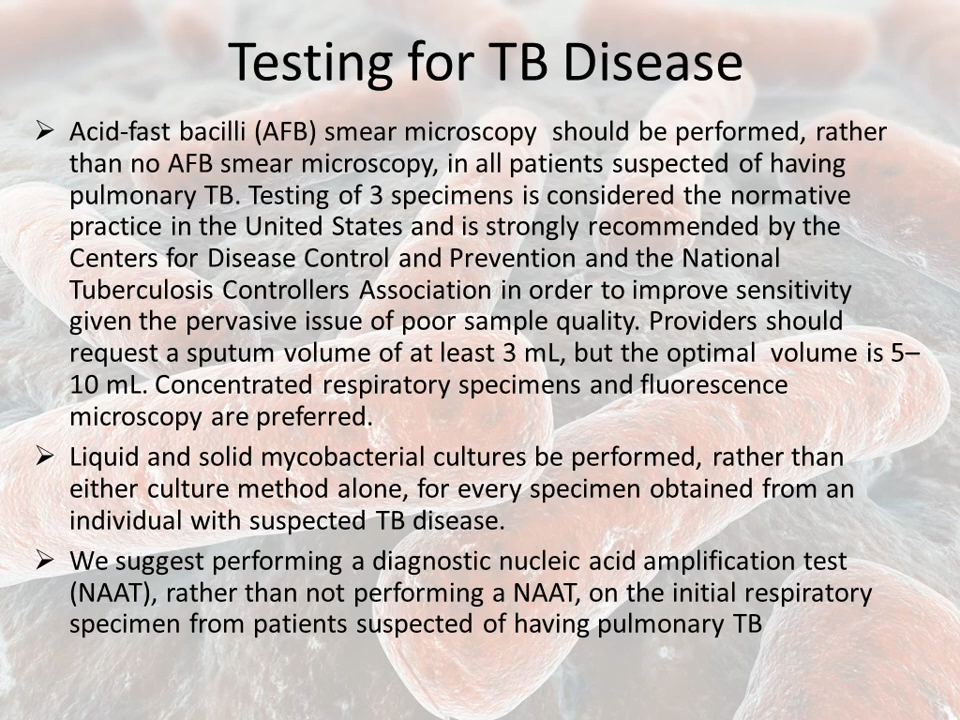 Testing for TB Disease
➢ Acid-fast bacilli (AFB) smear microscopy  should be performed, rather
than no AFB smear microscopy, in all patients suspected of having
pulmonary TB. Testing of 3 specimens is considered the normative
practice in the United States and is strongly recommended by the
Centers for Disease Control and Prevention and the National
Tuberculosis Controllers Association in order to improve sensitivity
given the pervasive issue of poor sample quality. Providers should
request a sputum volume of at least 3 mL, but the optimal  volume is 5–
10 mL. Concentrated respiratory specimens and fluorescence
microscopy are preferred.
➢ Liquid and solid mycobacterial cultures be performed, rather than
either culture method alone, for every specimen obtained from an
individual with suspected TB disease.
➢ We suggest performing a diagnostic nucleic acid amplification test
(NAAT), rather than not performing a NAAT, on the initial respiratory
specimen from patients suspected of having pulmonary TB